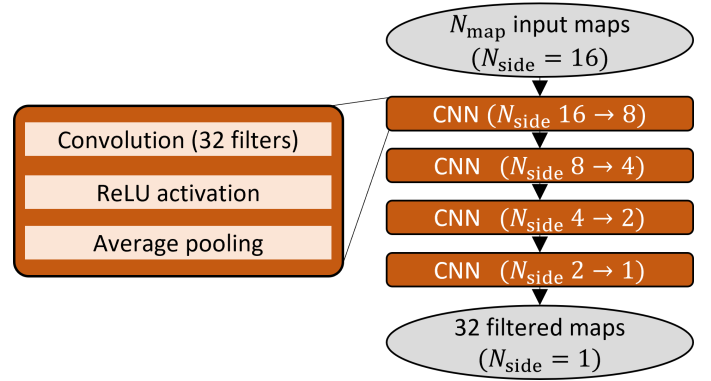 N_map input maps
(N_side = 16)
CNN (N_side 16 → 8)
CNN (N_side 8 → 4)
CNN (N_side 4 → 2)
CNN (N_side 2 → 1)
32 filtered maps
(N_side = 1)
Convolution (32 filters)
ReLU activation
Average pooling